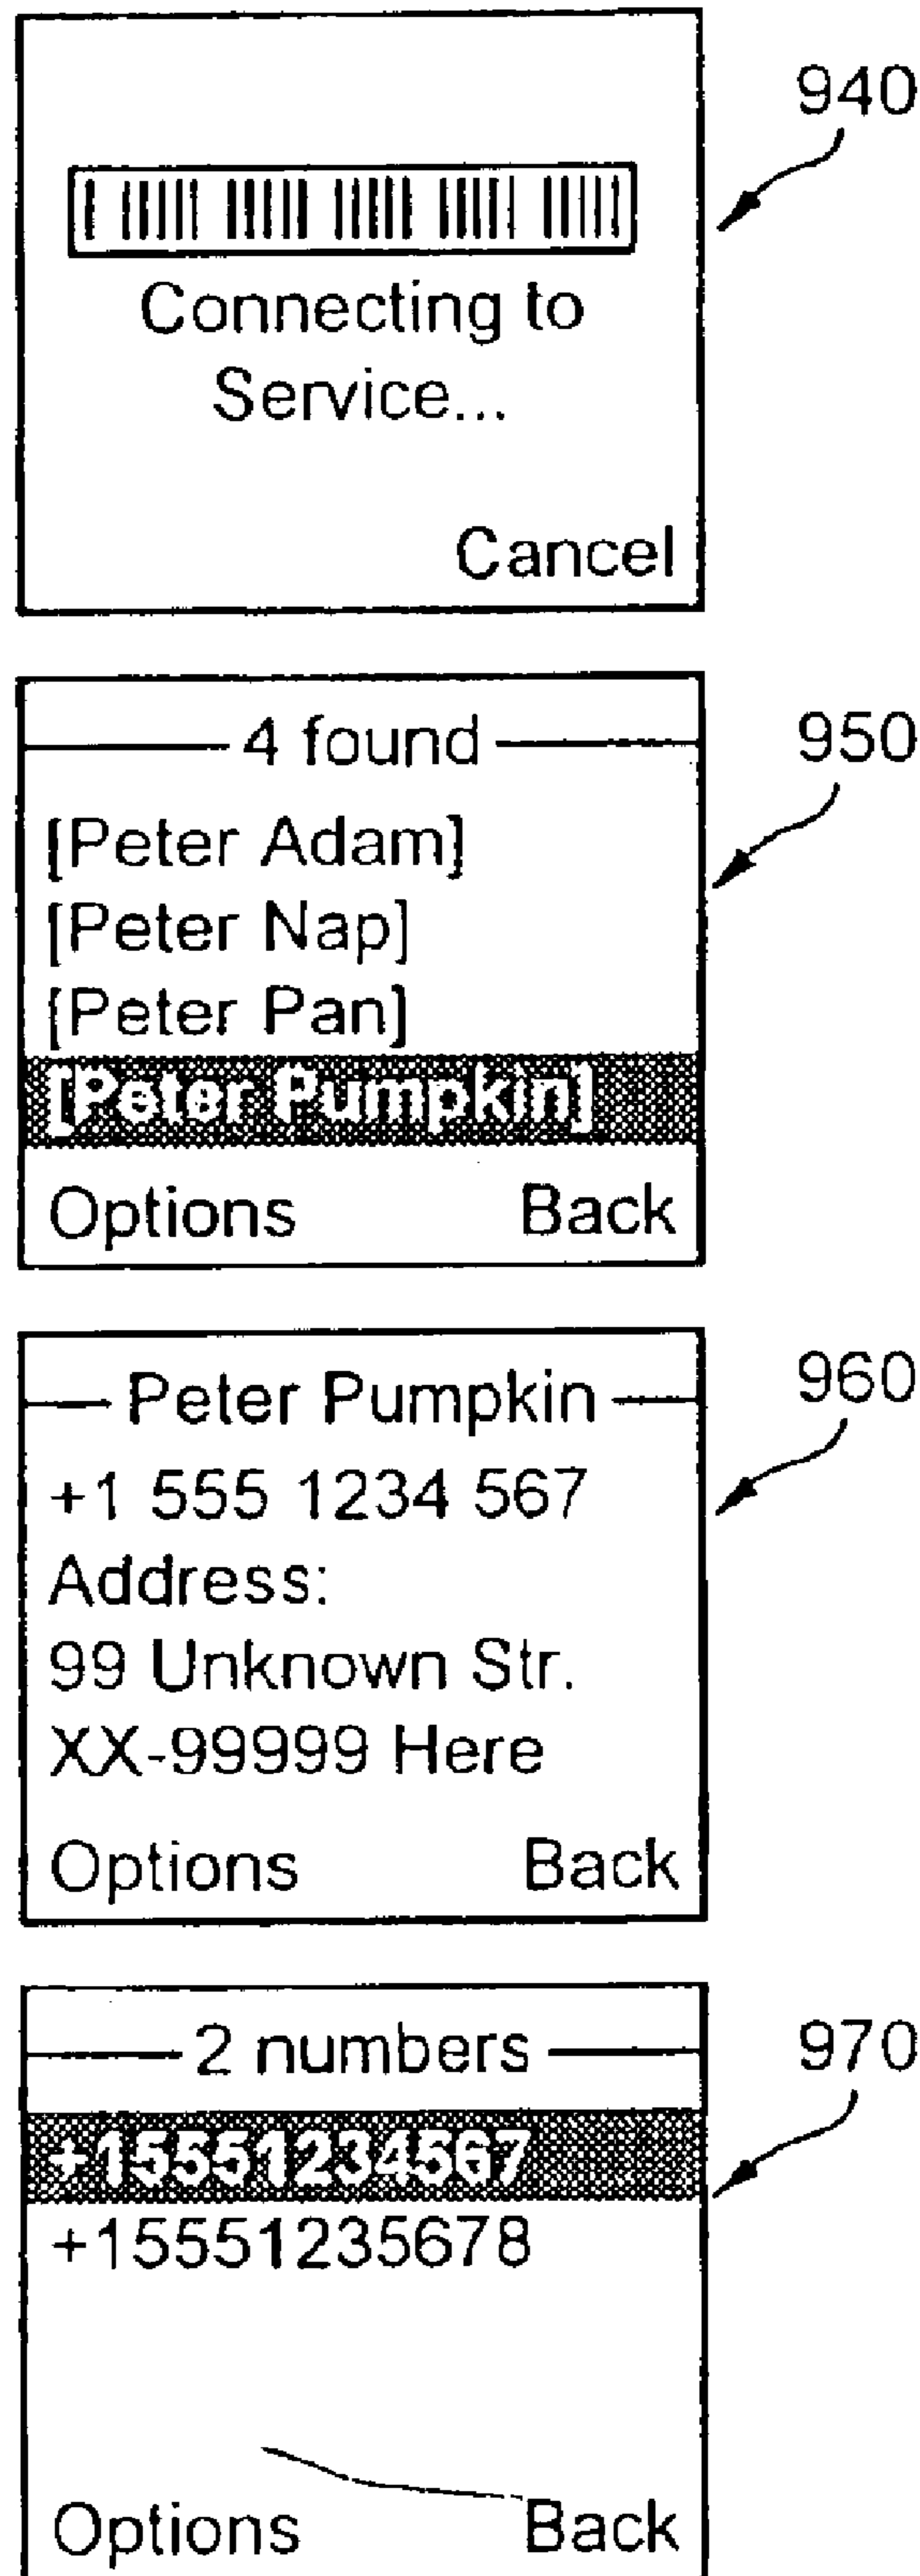 940
Connecting to
Service...
Cancel
950
4 found
[Peter Adam]
[Peter Nap]
[Peter Pan]
[Peter Pumpkin]
Options Back
960
Peter Pumpkin
+1 555 1234 567
Address:
99 Unknown Str.
XX-99999 Here
Options Back
970
2 numbers
+15551234567
+15551235678
Options Back